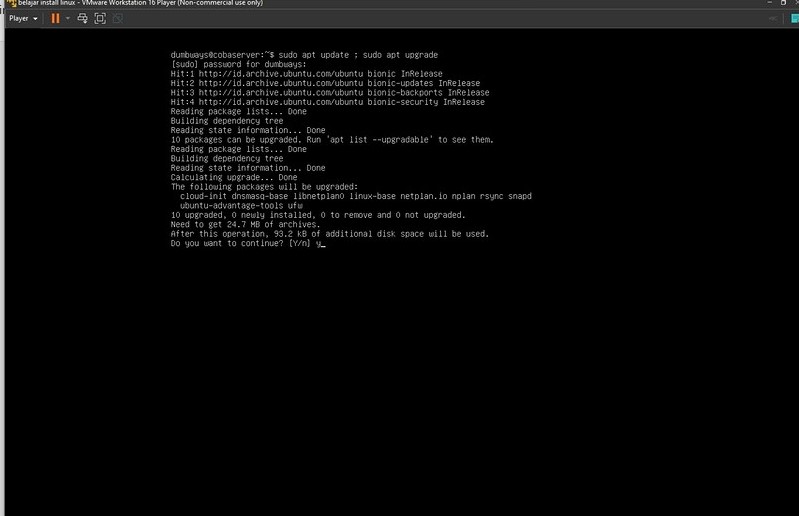 belajar install linux - VMware Workstation 16 Player (Non-commercial use only)
Player
dumbways@cobaserver:~$ sudo apt update ; sudo apt upgrade
[sudo] password for dumbways:
Hit:1 http://id.archive.ubuntu.com/ubuntu bionic InRelease
Hit:2 http://id.archive.ubuntu.com/ubuntu bionic-updates InRelease
Hit:3 http://id.archive.ubuntu.com/ubuntu bionic-backports InRelease
Hit:4 http://id.archive.ubuntu.com/ubuntu bionic-security InRelease
Reading package lists... Done
Building dependency tree
Reading state information... Done
10 packages can be upgraded. Run 'apt list --upgradable' to see them.
Reading package lists... Done
Building dependency tree
Reading state information... Done
Calculating upgrade... Done
The following packages will be upgraded:
cloud-init dnsmasq-base libnetplan0 linux-base netplan.io nplan rsync snapd
ubuntu-advantage-tools ufw
10 upgraded, 0 newly installed, 0 to remove and 0 not upgraded.
Need to get 24.7 MB of archives.
After this operation, 93.2 kB of additional disk space will be used.
Do you want to continue? [Y/n] y_